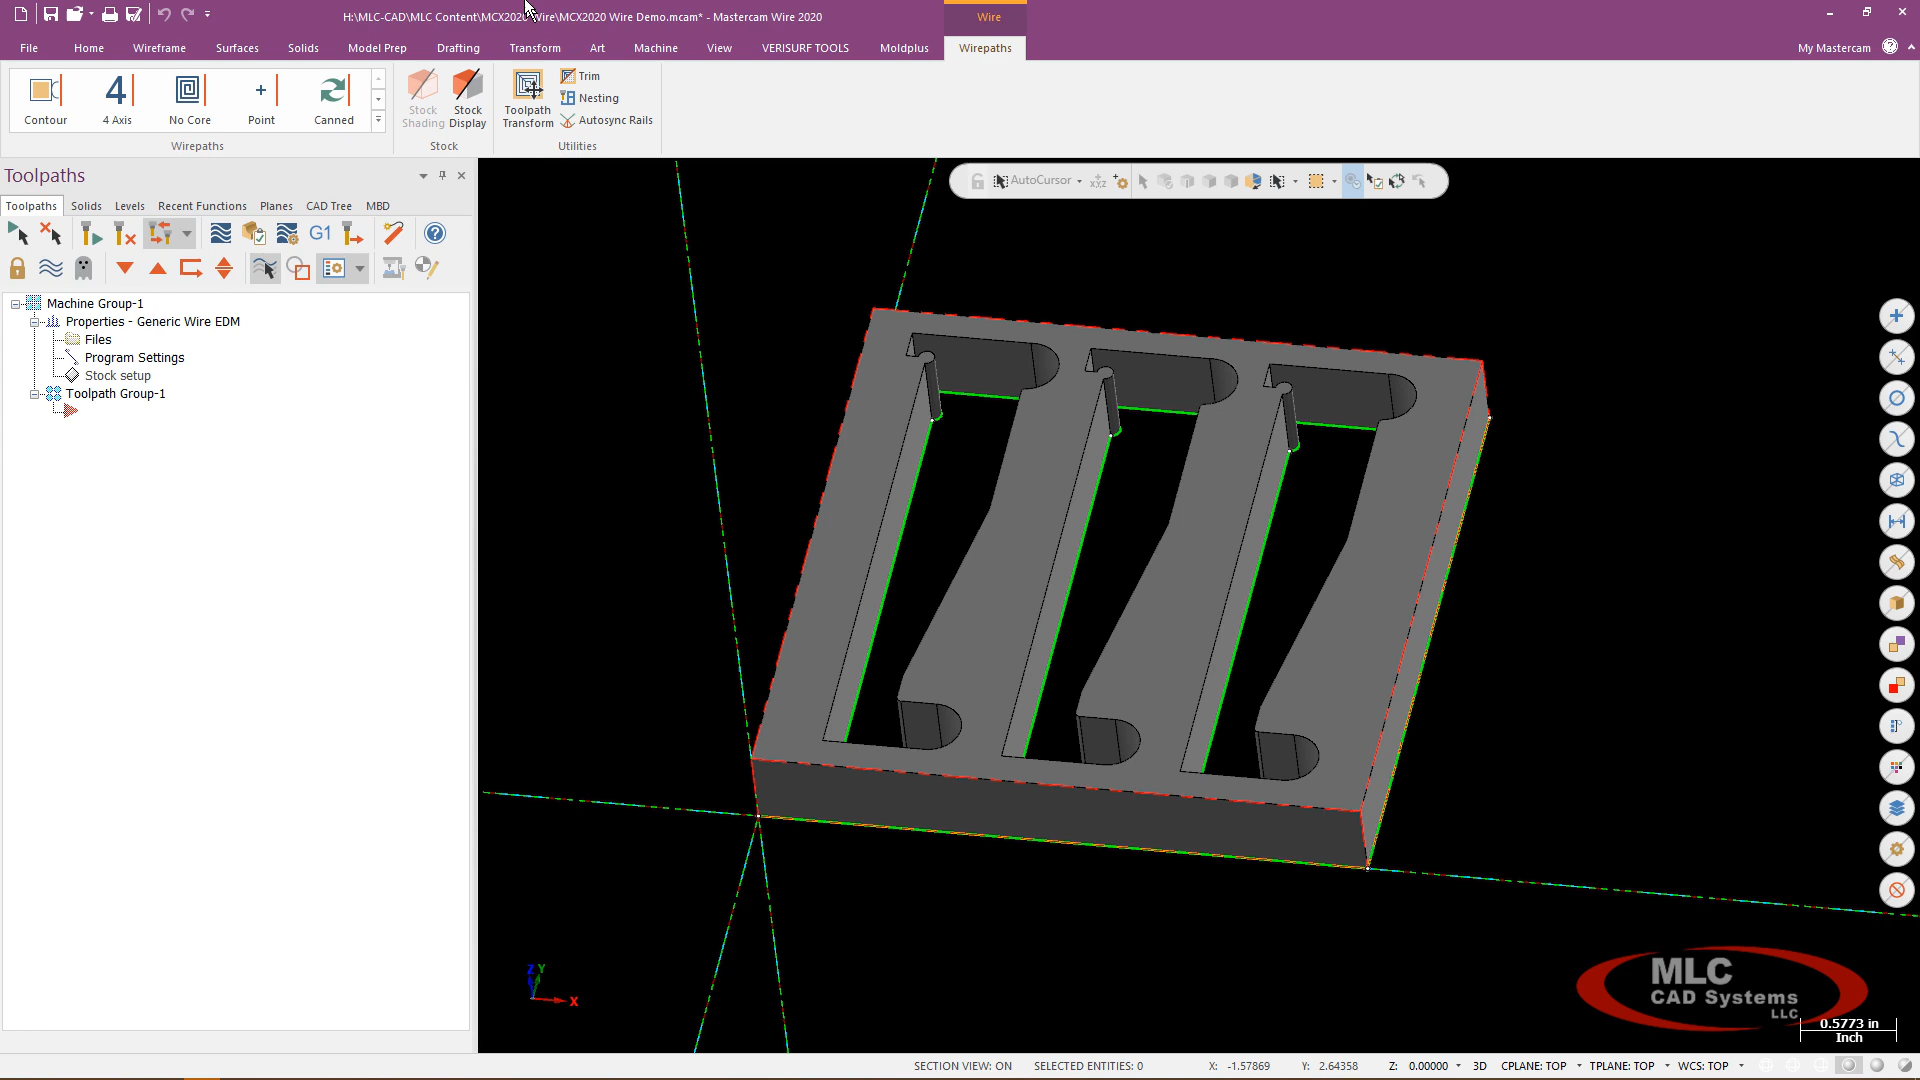 H:\MLC-CAD\MLC Content\MCX2020 Wire\MCX2020 Wire Demo.mcam* - Mastercam Wire 2020
Wire
File Home Wireframe Surfaces Solids Model Prep Drafting Transform Art Machine View VERISURF TOOLS Moldplus Wirepaths My Mastercam
Contour 4 Axis No Core Point Canned
Wirepaths
Stock Shading
Stock Display
Stock
Toolpath Transform
Trim
Nesting
Autosync Rails
Utilities
Toolpaths
Toolpaths Solids Levels Recent Functions Planes CAD Tree MBD
G1
Machine Group-1
Properties - Generic Wire EDM
Files
Program Settings
Stock setup
Toolpath Group-1
AutoCursor
Z Y
X
MLC
CAD Systems
LLC
0.5773 in
Inch
SECTION VIEW: ON SELECTED ENTITIES: 0 X: -1.57869 Y: 2.64358 Z: 0.00000 3D CPLANE: TOP TPLANE: TOP WCS: TOP